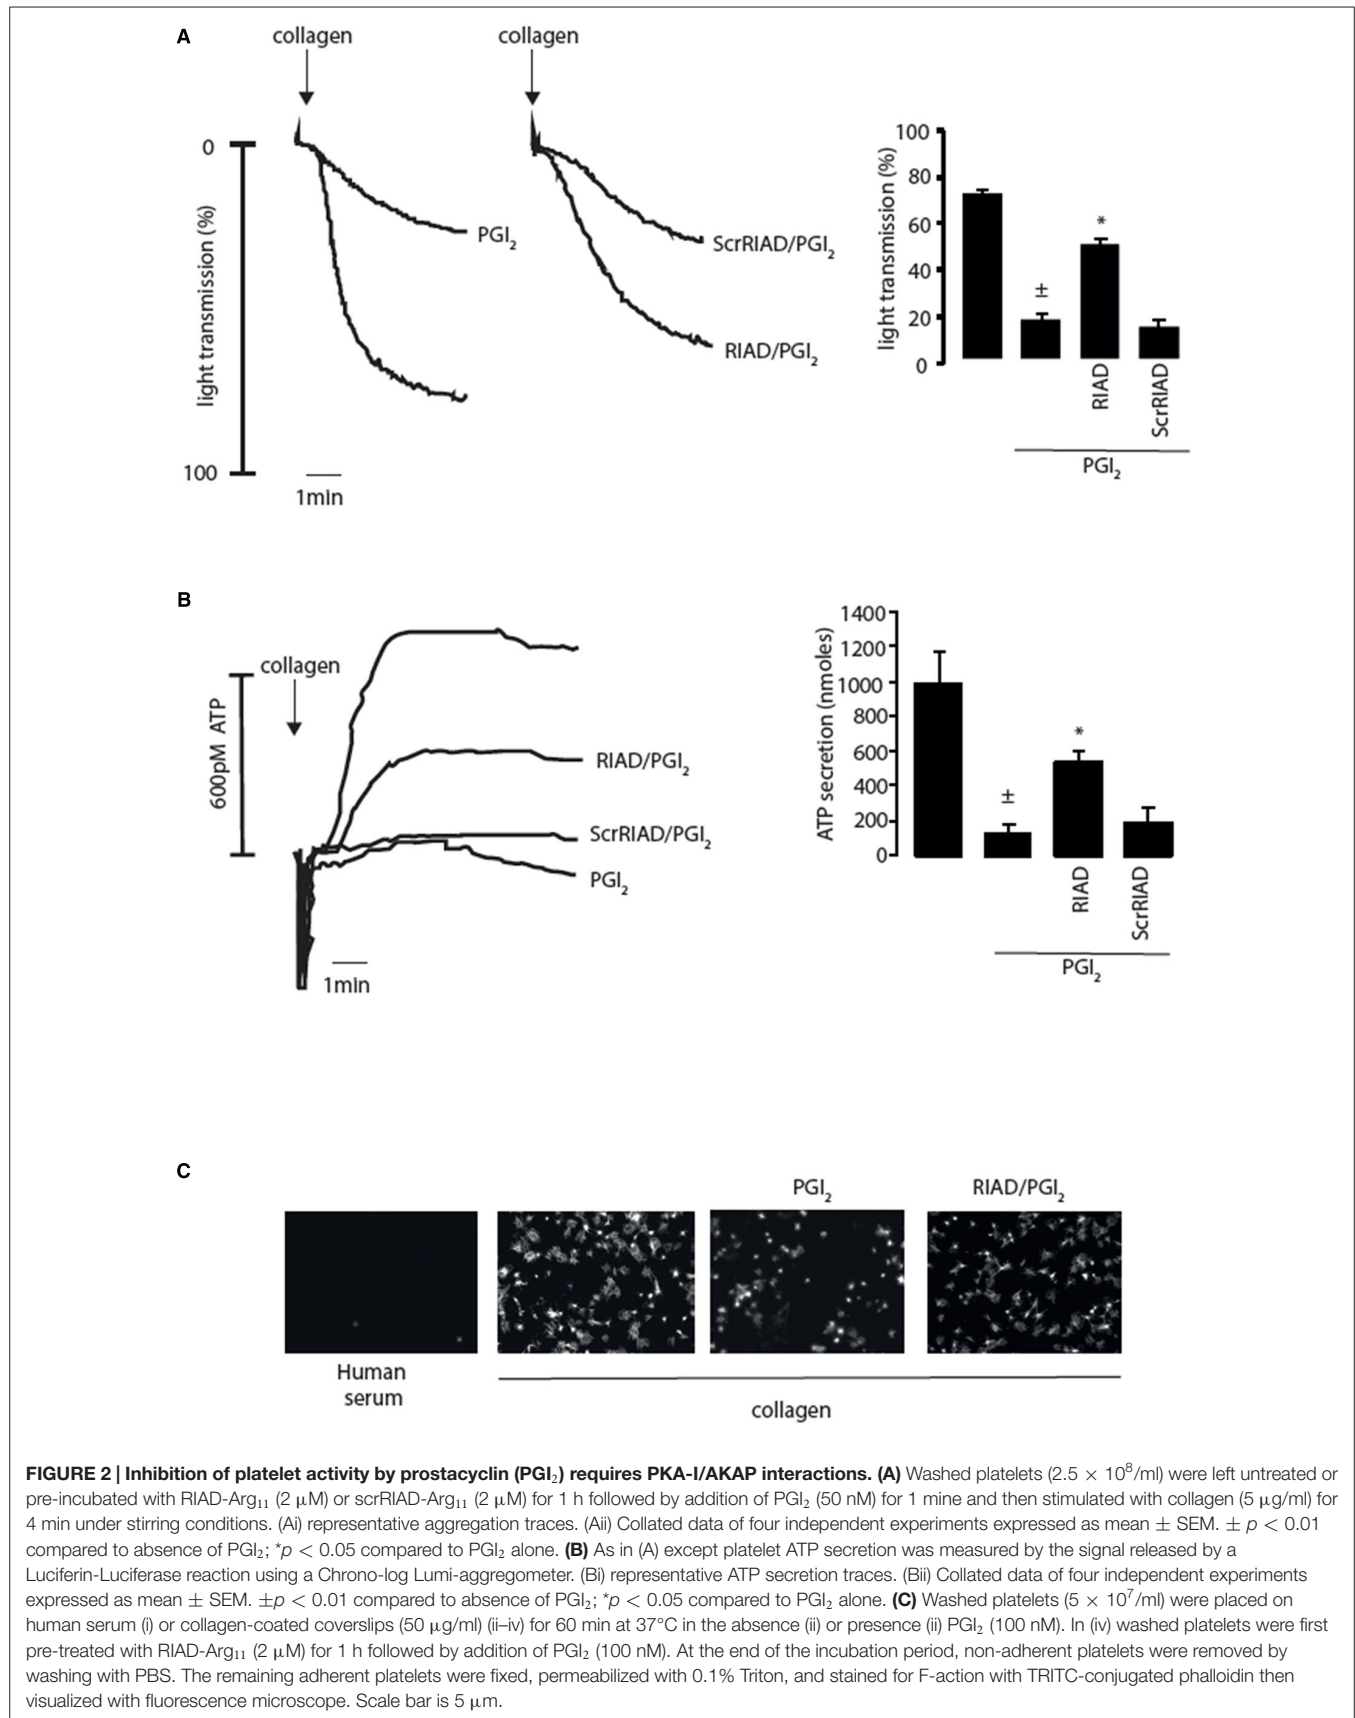 A
collagen
collagen
0
light transmission (%)
100
1min
PGI₂
ScrRIAD/PGI₂
RIAD/PGI₂
light transmission (%)
100
80
60
40
20
0
±
*
RIAD
ScrRIAD
PGI₂
B
collagen
600pM ATP
1min
RIAD/PGI₂
ScrRIAD/PGI₂
PGI₂
ATP secretion (nmoles)
1400
1200
1000
800
600
400
200
0
±
*
RIAD
ScrRIAD
PGI₂
C
PGI₂
RIAD/PGI₂
Human
serum
collagen
FIGURE 2 | Inhibition of platelet activity by prostacyclin (PGI₂) requires PKA-I/AKAP interactions. (A) Washed platelets (2.5 × 10⁸/ml) were left untreated or
pre-incubated with RIAD-Arg₁₁ (2 μM) or scrRIAD-Arg₁₁ (2 μM) for 1 h followed by addition of PGI₂ (50 nM) for 1 mine and then stimulated with collagen (5 μg/ml) for
4 min under stirring conditions. (Ai) representative aggregation traces. (Aii) Collated data of four independent experiments expressed as mean ± SEM. ± p < 0.01
compared to absence of PGI₂; *p < 0.05 compared to PGI₂ alone. (B) As in (A) except platelet ATP secretion was measured by the signal released by a
Luciferin-Luciferase reaction using a Chrono-log Lumi-aggregometer. (Bi) representative ATP secretion traces. (Bii) Collated data of four independent experiments
expressed as mean ± SEM. ±p < 0.01 compared to absence of PGI₂; *p < 0.05 compared to PGI₂ alone. (C) Washed platelets (5 × 10⁷/ml) were placed on
human serum (i) or collagen-coated coverslips (50 μg/ml) (ii–iv) for 60 min at 37°C in the absence (ii) or presence (ii) PGI₂ (100 nM). In (iv) washed platelets were first
pre-treated with RIAD-Arg₁₁ (2 μM) for 1 h followed by addition of PGI₂ (100 nM). At the end of the incubation period, non-adherent platelets were removed by
washing with PBS. The remaining adherent platelets were fixed, permeabilized with 0.1% Triton, and stained for F-action with TRITC-conjugated phalloidin then
visualized with fluorescence microscope. Scale bar is 5 μm.